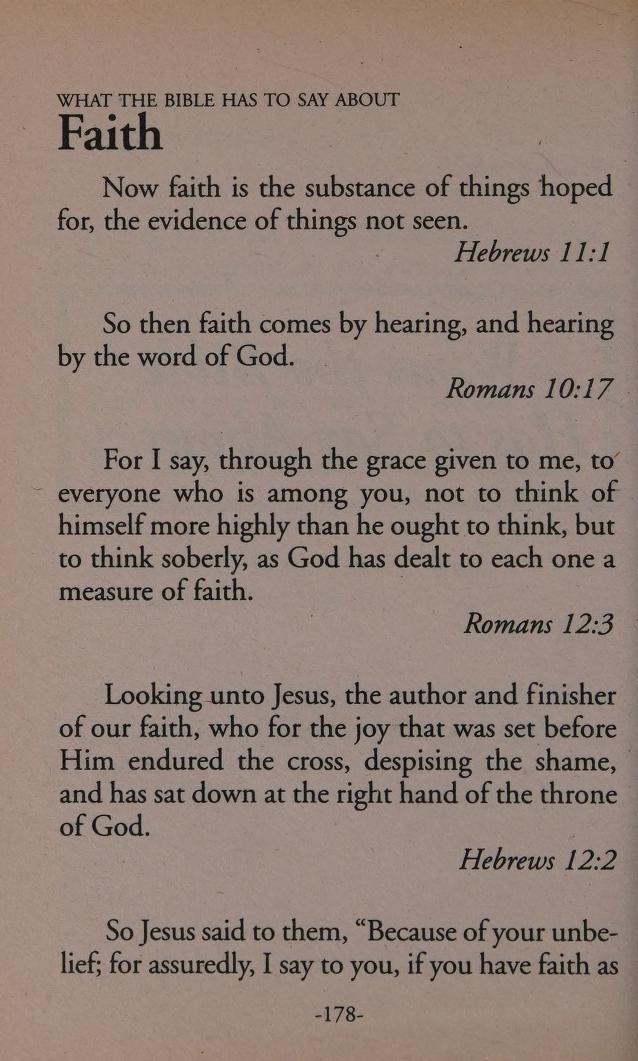 WHAT THE BIBLE HAS TO SAY ABOUT
Faith
Now faith is the substance of things hoped
for, the evidence of things not seen.
Hebrews 11:1
So then faith comes by hearing, and hearing
by the word of God.
Romans 10:17
For I say, through the grace given to me, to
everyone who is among you, not to think of
himself more highly than he ought to think, but
to think soberly, as God has dealt to each one a
measure of faith.
Romans 12:3
Looking unto Jesus, the author and finisher
of our faith, who for the joy that was set before
Him endured the cross, despising the shame,
and has sat down at the right hand of the throne
of God.
Hebrews 12:2
So Jesus said to them, “Because of your unbe-
lief; for assuredly, I say to you, if you have faith as
-178-